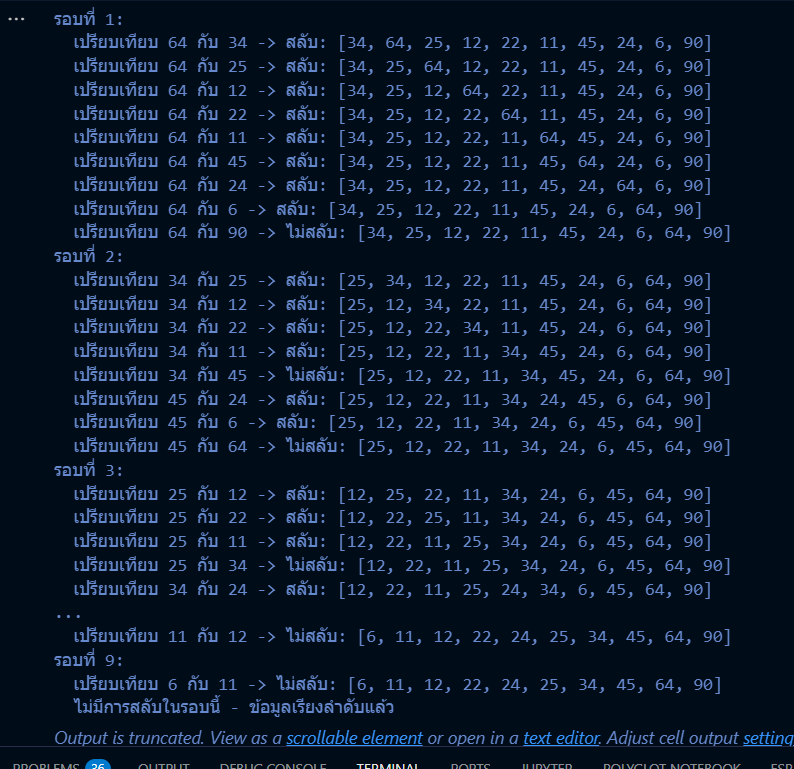 ...
รอบที่ 1:
เปรียบเทียบ 64 กับ 34 -> สลับ: [34, 64, 25, 12, 22, 11, 45, 24, 6, 90]
เปรียบเทียบ 64 กับ 25 -> สลับ: [34, 25, 64, 12, 22, 11, 45, 24, 6, 90]
เปรียบเทียบ 64 กับ 12 -> สลับ: [34, 25, 12, 64, 22, 11, 45, 24, 6, 90]
เปรียบเทียบ 64 กับ 22 -> สลับ: [34, 25, 12, 22, 64, 11, 45, 24, 6, 90]
เปรียบเทียบ 64 กับ 11 -> สลับ: [34, 25, 12, 22, 11, 64, 45, 24, 6, 90]
เปรียบเทียบ 64 กับ 45 -> สลับ: [34, 25, 12, 22, 11, 45, 64, 24, 6, 90]
เปรียบเทียบ 64 กับ 24 -> สลับ: [34, 25, 12, 22, 11, 45, 24, 64, 6, 90]
เปรียบเทียบ 64 กับ 6 -> สลับ: [34, 25, 12, 22, 11, 45, 24, 6, 64, 90]
เปรียบเทียบ 64 กับ 90 -> ไม่สลับ: [34, 25, 12, 22, 11, 45, 24, 6, 64, 90]
รอบที่ 2:
เปรียบเทียบ 34 กับ 25 -> สลับ: [25, 34, 12, 22, 11, 45, 24, 6, 64, 90]
เปรียบเทียบ 34 กับ 12 -> สลับ: [25, 12, 34, 22, 11, 45, 24, 6, 64, 90]
เปรียบเทียบ 34 กับ 22 -> สลับ: [25, 12, 22, 34, 11, 45, 24, 6, 64, 90]
เปรียบเทียบ 34 กับ 11 -> สลับ: [25, 12, 22, 11, 34, 45, 24, 6, 64, 90]
เปรียบเทียบ 34 กับ 45 -> ไม่สลับ: [25, 12, 22, 11, 34, 45, 24, 6, 64, 90]
เปรียบเทียบ 45 กับ 24 -> สลับ: [25, 12, 22, 11, 34, 24, 45, 6, 64, 90]
เปรียบเทียบ 45 กับ 6 -> สลับ: [25, 12, 22, 11, 34, 24, 6, 45, 64, 90]
เปรียบเทียบ 45 กับ 64 -> ไม่สลับ: [25, 12, 22, 11, 34, 24, 6, 45, 64, 90]
รอบที่ 3:
เปรียบเทียบ 25 กับ 12 -> สลับ: [12, 25, 22, 11, 34, 24, 6, 45, 64, 90]
เปรียบเทียบ 25 กับ 22 -> สลับ: [12, 22, 25, 11, 34, 24, 6, 45, 64, 90]
เปรียบเทียบ 25 กับ 11 -> สลับ: [12, 22, 11, 25, 34, 24, 6, 45, 64, 90]
เปรียบเทียบ 25 กับ 34 -> ไม่สลับ: [12, 22, 11, 25, 34, 24, 6, 45, 64, 90]
เปรียบเทียบ 34 กับ 24 -> สลับ: [12, 22, 11, 25, 24, 34, 6, 45, 64, 90]
...
เปรียบเทียบ 11 กับ 12 -> ไม่สลับ: [6, 11, 12, 22, 24, 25, 34, 45, 64, 90]
รอบที่ 9:
เปรียบเทียบ 6 กับ 11 -> ไม่สลับ: [6, 11, 12, 22, 24, 25, 34, 45, 64, 90]
ไม่มีการสลับในรอบนี้ - ข้อมูลเรียงลำดับแล้ว
Output is truncated. View as a scrollable element or open in a text editor. Adjust cell output setting
PROBLEMS 36 OUTPUT DEBUG CONSOLE TERMINAL PORTS JUPYTER POLYGLOT NOTEBOOK ESP